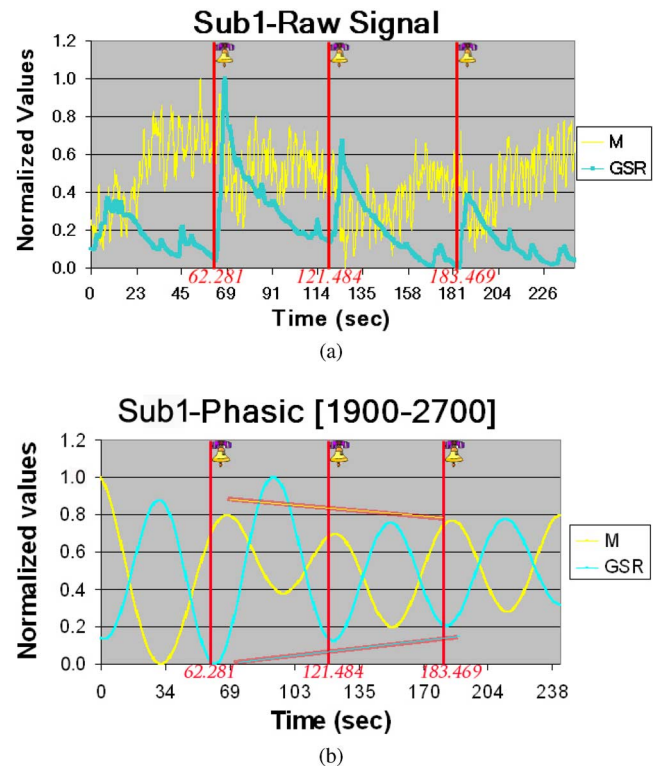 Sub1-Raw Signal
1.2
1.0
0.8
0.6
0.4
0.2
0.0
Normalized Values
M
GSR
62.281 121.484 183.469
0 23 45 69 91 114 135 158 181 204 226
Time (sec)
(a)
Sub1-Phasic [1900-2700]
1.2
1.0
0.8
0.6
0.4
0.2
0.0
Normalized values
M
GSR
62.281 121.484 183.469
0 34 69 103 135 170 204 238
Time (sec)
(b)